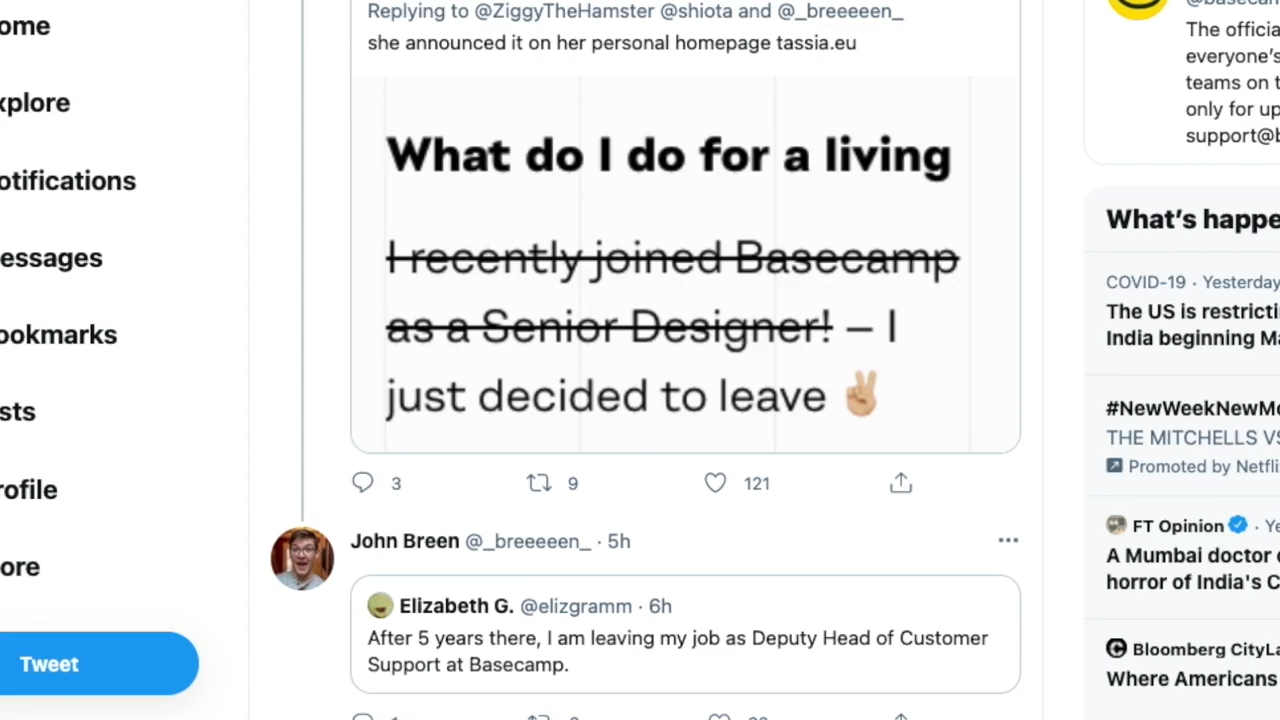 ome
xplore
otifications
essages
ookmarks
sts
rofile
ore
Tweet
Replying to @ZiggyTheHamster @shiota and @_breeeeen_
she announced it on her personal homepage tassia.eu
What do I do for a living
I recently joined Basecamp
as a Senior Designer! – I
just decided to leave ✌🏼
3 9 121
John Breen @_breeeeen_ · 5h
Elizabeth G. @elizgramm · 6h
After 5 years there, I am leaving my job as Deputy Head of Customer
Support at Basecamp.
The officia
everyone's
teams on t
only for up
support@b
What's happe
COVID-19 · Yesterday
The US is restricti
India beginning Ma
#NewWeekNewMo
THE MITCHELLS VS
Promoted by Netfli
FT Opinion · Ye
A Mumbai doctor
horror of India's C
Bloomberg CityLa
Where Americans